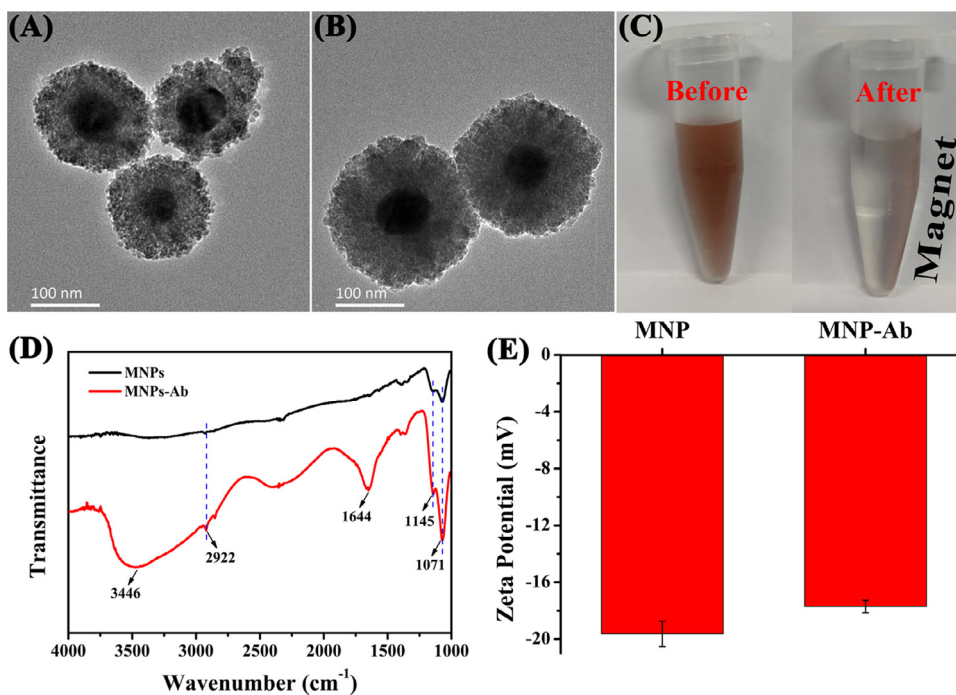 (A)
100 nm
(B)
100 nm
(C)
Before
After
Magnet
(D)
MNPs
MNPs-Ab
Transmittance
3446
2922
1644
1145
1071
4000 3500 3000 2500 2000 1500 1000
Wavenumber (cm⁻¹)
(E)
MNP MNP-Ab
0
-4
-8
-12
-16
-20
Zeta Potential (mV)